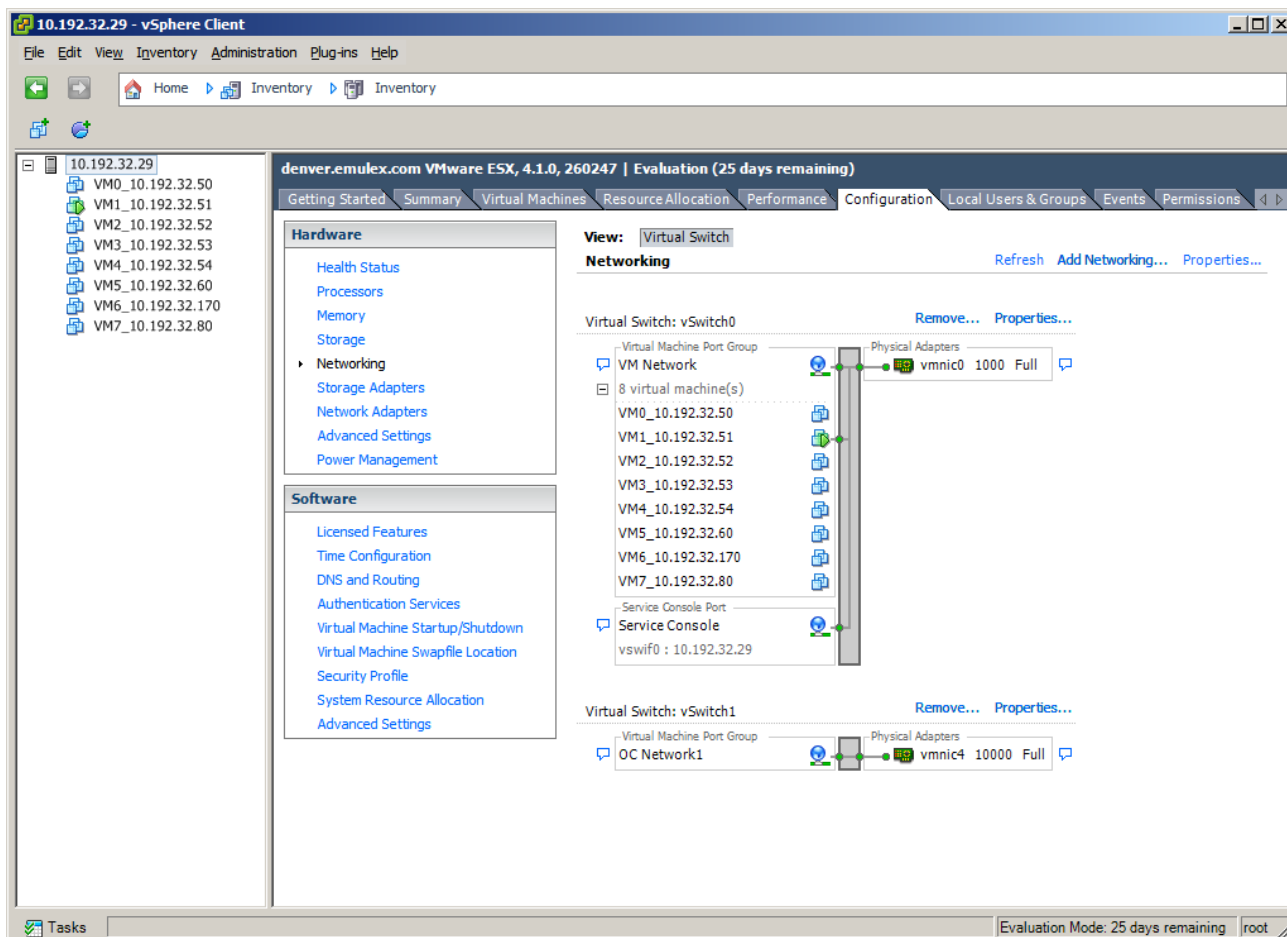 10.192.32.29 - vSphere Client
File Edit View Inventory Administration Plug-ins Help
Home Inventory Inventory
10.192.32.29
VM0_10.192.32.50
VM1_10.192.32.51
VM2_10.192.32.52
VM3_10.192.32.53
VM4_10.192.32.54
VM5_10.192.32.60
VM6_10.192.32.170
VM7_10.192.32.80
denver.emulex.com VMware ESX, 4.1.0, 260247 | Evaluation (25 days remaining)
Getting Started Summary Virtual Machines Resource Allocation Performance Configuration Local Users & Groups Events Permissions
Hardware
Health Status
Processors
Memory
Storage
Networking
Storage Adapters
Network Adapters
Advanced Settings
Power Management
Software
Licensed Features
Time Configuration
DNS and Routing
Authentication Services
Virtual Machine Startup/Shutdown
Virtual Machine Swapfile Location
Security Profile
System Resource Allocation
Advanced Settings
View: Virtual Switch
Networking Refresh Add Networking... Properties...
Virtual Switch: vSwitch0 Remove... Properties...
Virtual Machine Port Group Physical Adapters
VM Network vmnic0 1000 Full
8 virtual machine(s)
VM0_10.192.32.50
VM1_10.192.32.51
VM2_10.192.32.52
VM3_10.192.32.53
VM4_10.192.32.54
VM5_10.192.32.60
VM6_10.192.32.170
VM7_10.192.32.80
Service Console Port
Service Console
vswif0 : 10.192.32.29
Virtual Switch: vSwitch1 Remove... Properties...
Virtual Machine Port Group Physical Adapters
OC Network1 vmnic4 10000 Full
Tasks Evaluation Mode: 25 days remaining root